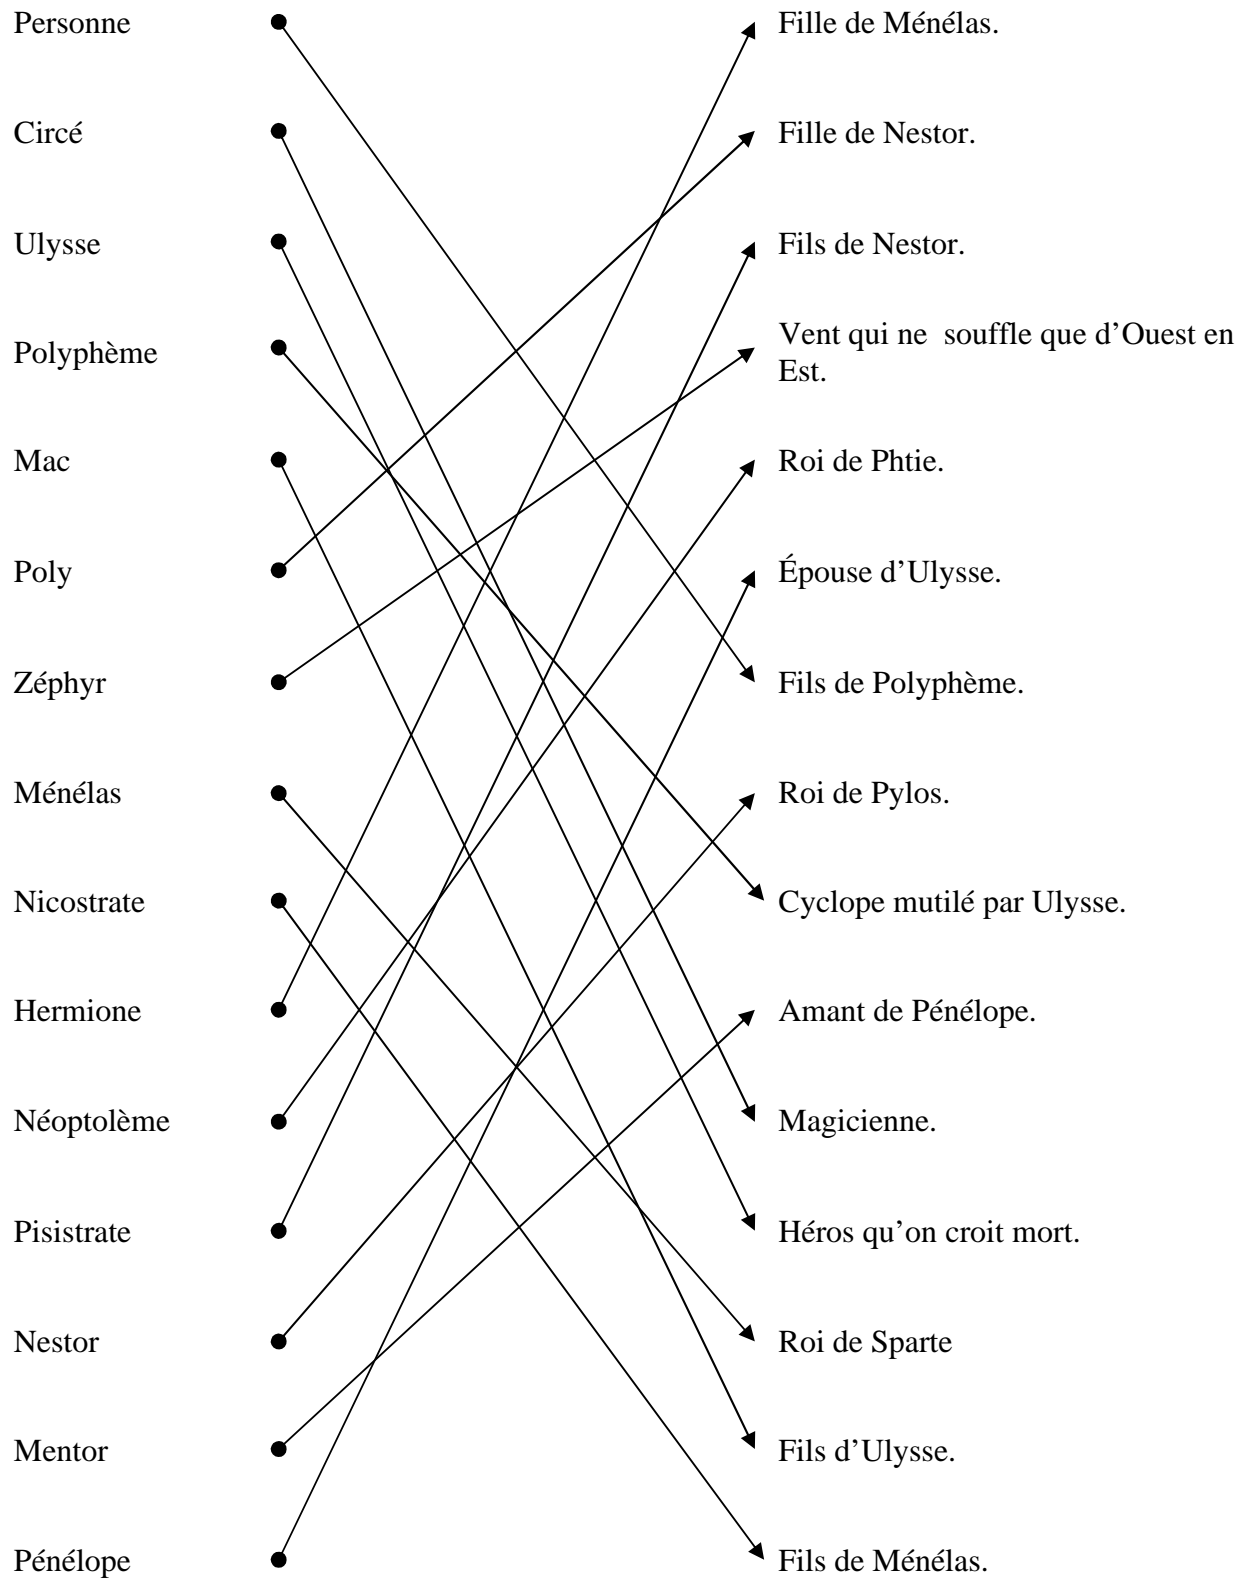 Personne Fille de Ménélas.
Circé Fille de Nestor.
Ulysse Fils de Nestor.
Polyphème Vent qui ne souffle que d’Ouest en
Est.
Mac Roi de Phtie.
Poly Épouse d’Ulysse.
Zéphyr Fils de Polyphème.
Ménélas Roi de Pylos.
Nicostrate Cyclope mutilé par Ulysse.
Hermione Amant de Pénélope.
Néoptolème Magicienne.
Pisistrate Héros qu’on croit mort.
Nestor Roi de Sparte
Mentor Fils d’Ulysse.
Pénélope Fils de Ménélas.